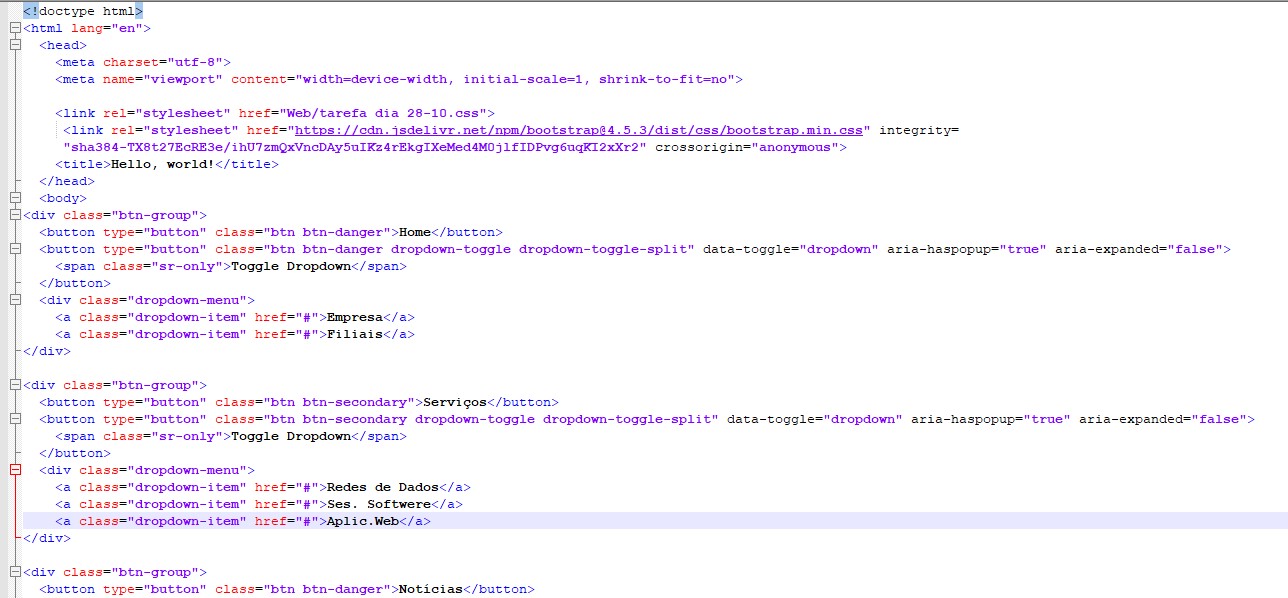 <!doctype html>
<html lang="en">
<head>
<meta charset="utf-8">
<meta name="viewport" content="width=device-width, initial-scale=1, shrink-to-fit=no">
<link rel="stylesheet" href="Web/tarefa dia 28-10.css">
<link rel="stylesheet" href="https://cdn.jsdelivr.net/npm/bootstrap@4.5.3/dist/css/bootstrap.min.css" integrity=
"sha384-TX8t27EcRE3e/ihU7zmQxVncDAy5uIKz4rEkgIXeMed4M0jlfIDPvg6uqKI2xXr2" crossorigin="anonymous">
<title>Hello, world!</title>
</head>
<body>
<div class="btn-group">
<button type="button" class="btn btn-danger">Home</button>
<button type="button" class="btn btn-danger dropdown-toggle dropdown-toggle-split" data-toggle="dropdown" aria-haspopup="true" aria-expanded="false">
<span class="sr-only">Toggle Dropdown</span>
</button>
<div class="dropdown-menu">
<a class="dropdown-item" href="#">Empresa</a>
<a class="dropdown-item" href="#">Filiais</a>
</div>
<div class="btn-group">
<button type="button" class="btn btn-secondary">Serviços</button>
<button type="button" class="btn btn-secondary dropdown-toggle dropdown-toggle-split" data-toggle="dropdown" aria-haspopup="true" aria-expanded="false">
<span class="sr-only">Toggle Dropdown</span>
</button>
<div class="dropdown-menu">
<a class="dropdown-item" href="#">Redes de Dados</a>
<a class="dropdown-item" href="#">Ses. Softwere</a>
<a class="dropdown-item" href="#">Aplic.Web</a>
</div>
<div class="btn-group">
<button type="button" class="btn btn-danger">Notícias</button>